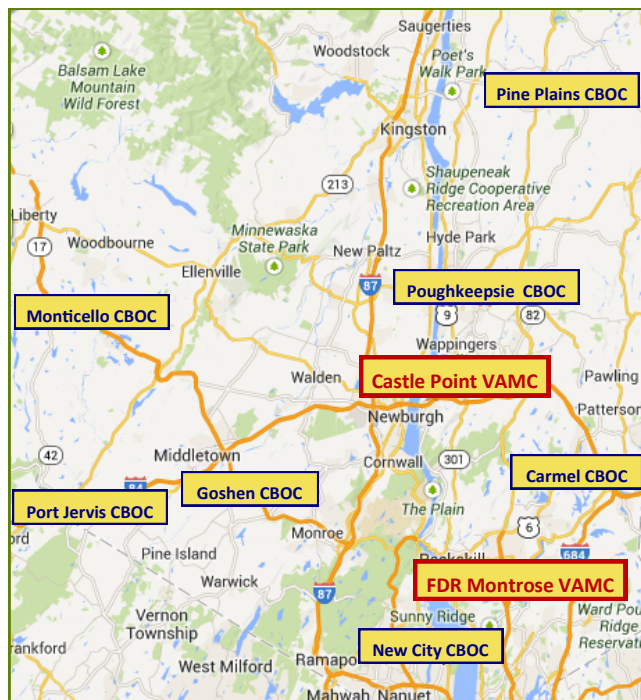 Saugerties
Woodstock
Poet's
Walk Park
Balsam Lake
Mountain
Wild Forest
Pine Plains CBOC
Kingston
213
Shaupeneak
Ridge Cooperative
Recreation Area
Liberty
17
Woodbourne
Minnewaska
State Park
Hyde Park
New Paltz
Ellenville
87
Poughkeepsie CBOC
Monticello CBOC
9
82
Wappingers
Walden
Castle Point VAMC
Pawling
Newburgh
Patterson
42
Middletown
Cornwall
301
Carmel CBOC
84
Goshen CBOC
Port Jervis CBOC
The Plain
ord
Monroe
6
Pine Island
684
Peekskill
Warwick
87
FDR Montrose VAMC
Vernon
Township
Sunny Ridge
Ward Pou
Ridge
Reservati
rankford
West Milford
Ramapo
New City CBOC
Mahwah
Nanuet